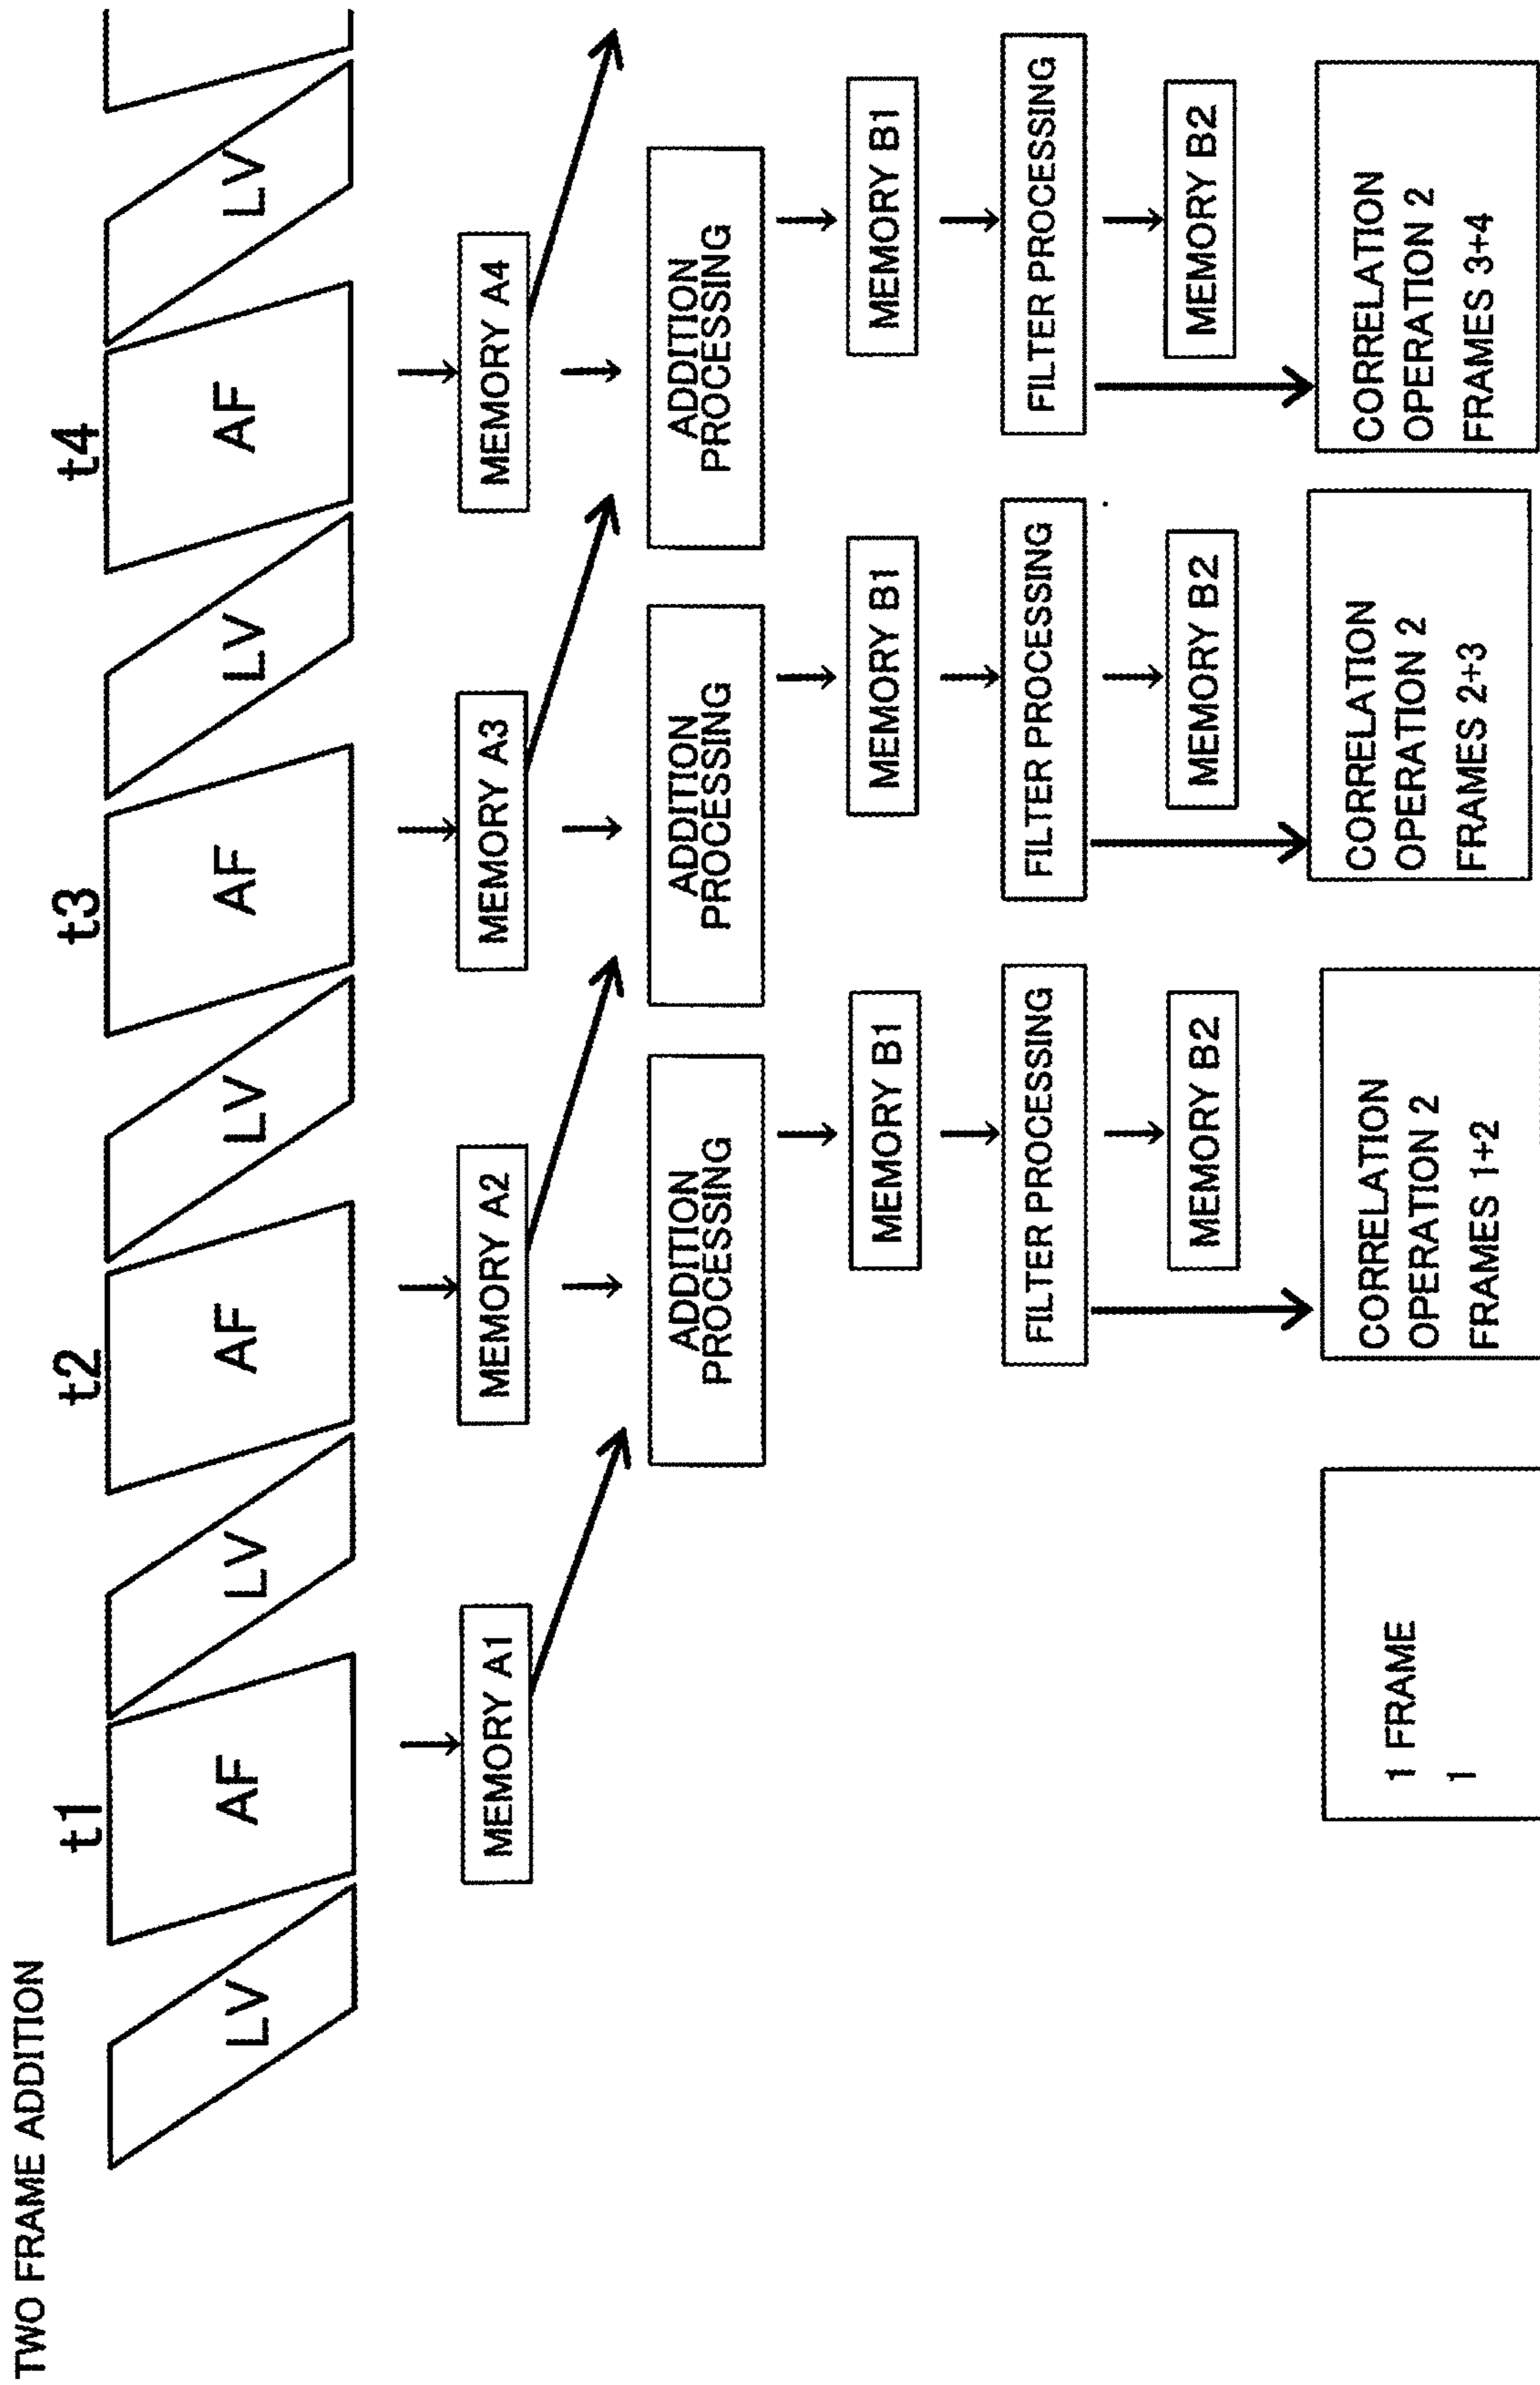 TWO FRAME ADDITION
t1
t2
t3
t4
LV
AF
LV
AF
LV
AF
LV
AF
LV
MEMORY A1
MEMORY A2
MEMORY A3
MEMORY A4
ADDITION
PROCESSING
ADDITION
PROCESSING
ADDITION
PROCESSING
MEMORY B1
MEMORY B1
MEMORY B1
FILTER PROCESSING
FILTER PROCESSING
FILTER PROCESSING
MEMORY B2
MEMORY B2
MEMORY B2
1 FRAME
1
CORRELATION
OPERATION 2
FRAMES 1+2
CORRELATION
OPERATION 2
FRAMES 2+3
CORRELATION
OPERATION 2
FRAMES 3+4